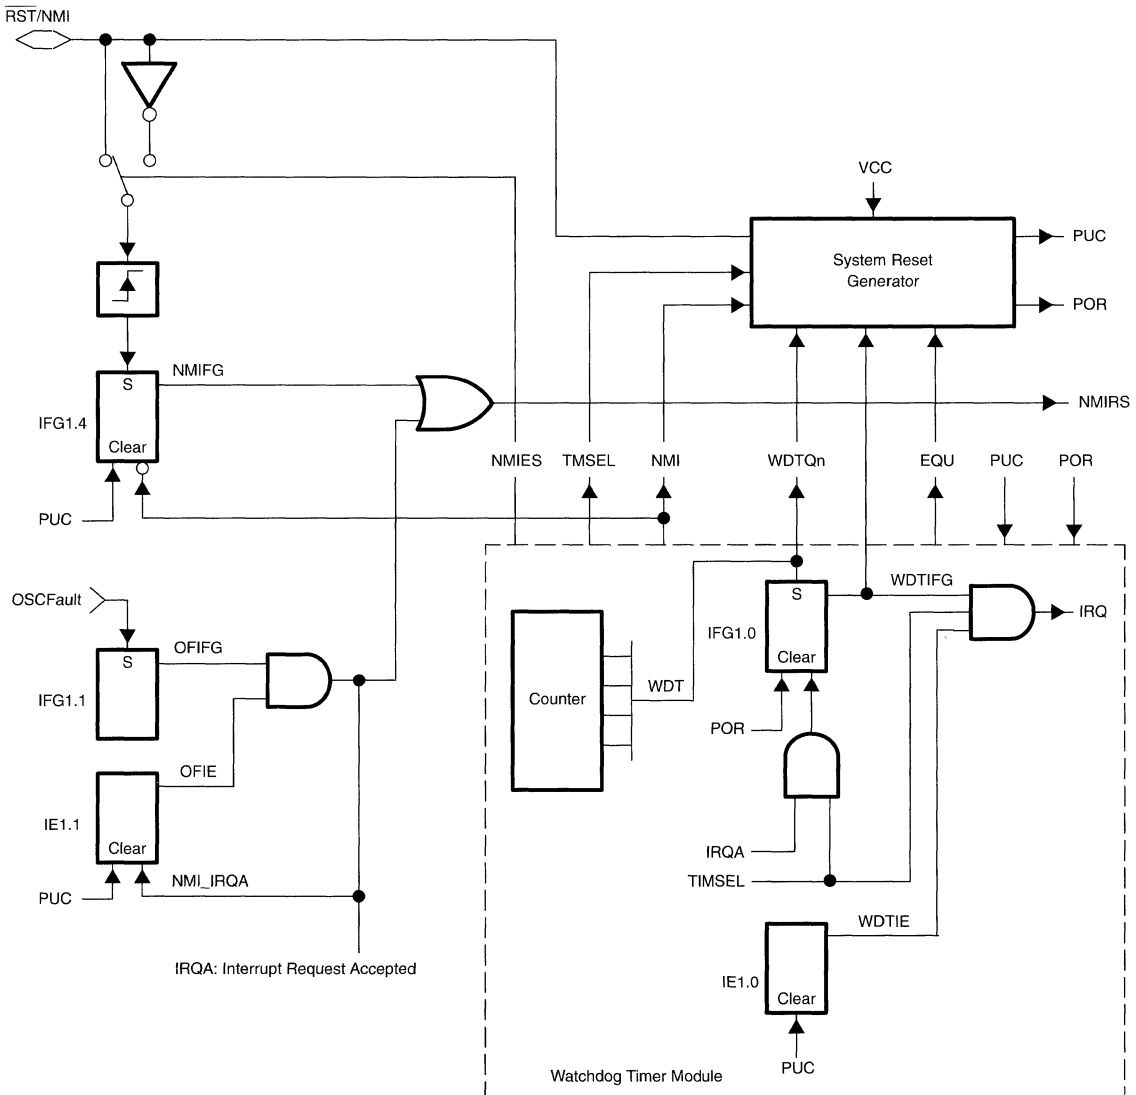 RST/NMI
VCC
System Reset
Generator
PUC
POR
S
NMIFG
IFG1.4
Clear
NMIRS
NMIES
TMSEL
NMI
WDTQn
EQU
PUC
POR
PUC
OSCFault
S
OFIFG
IFG1.1
OFIE
IE1.1
Clear
NMI_IRQA
PUC
IRQA: Interrupt Request Accepted
Counter
WDT
S
WDTIFG
IFG1.0
Clear
IRQ
POR
IRQA
TIMSEL
WDTIE
IE1.0
Clear
PUC
Watchdog Timer Module